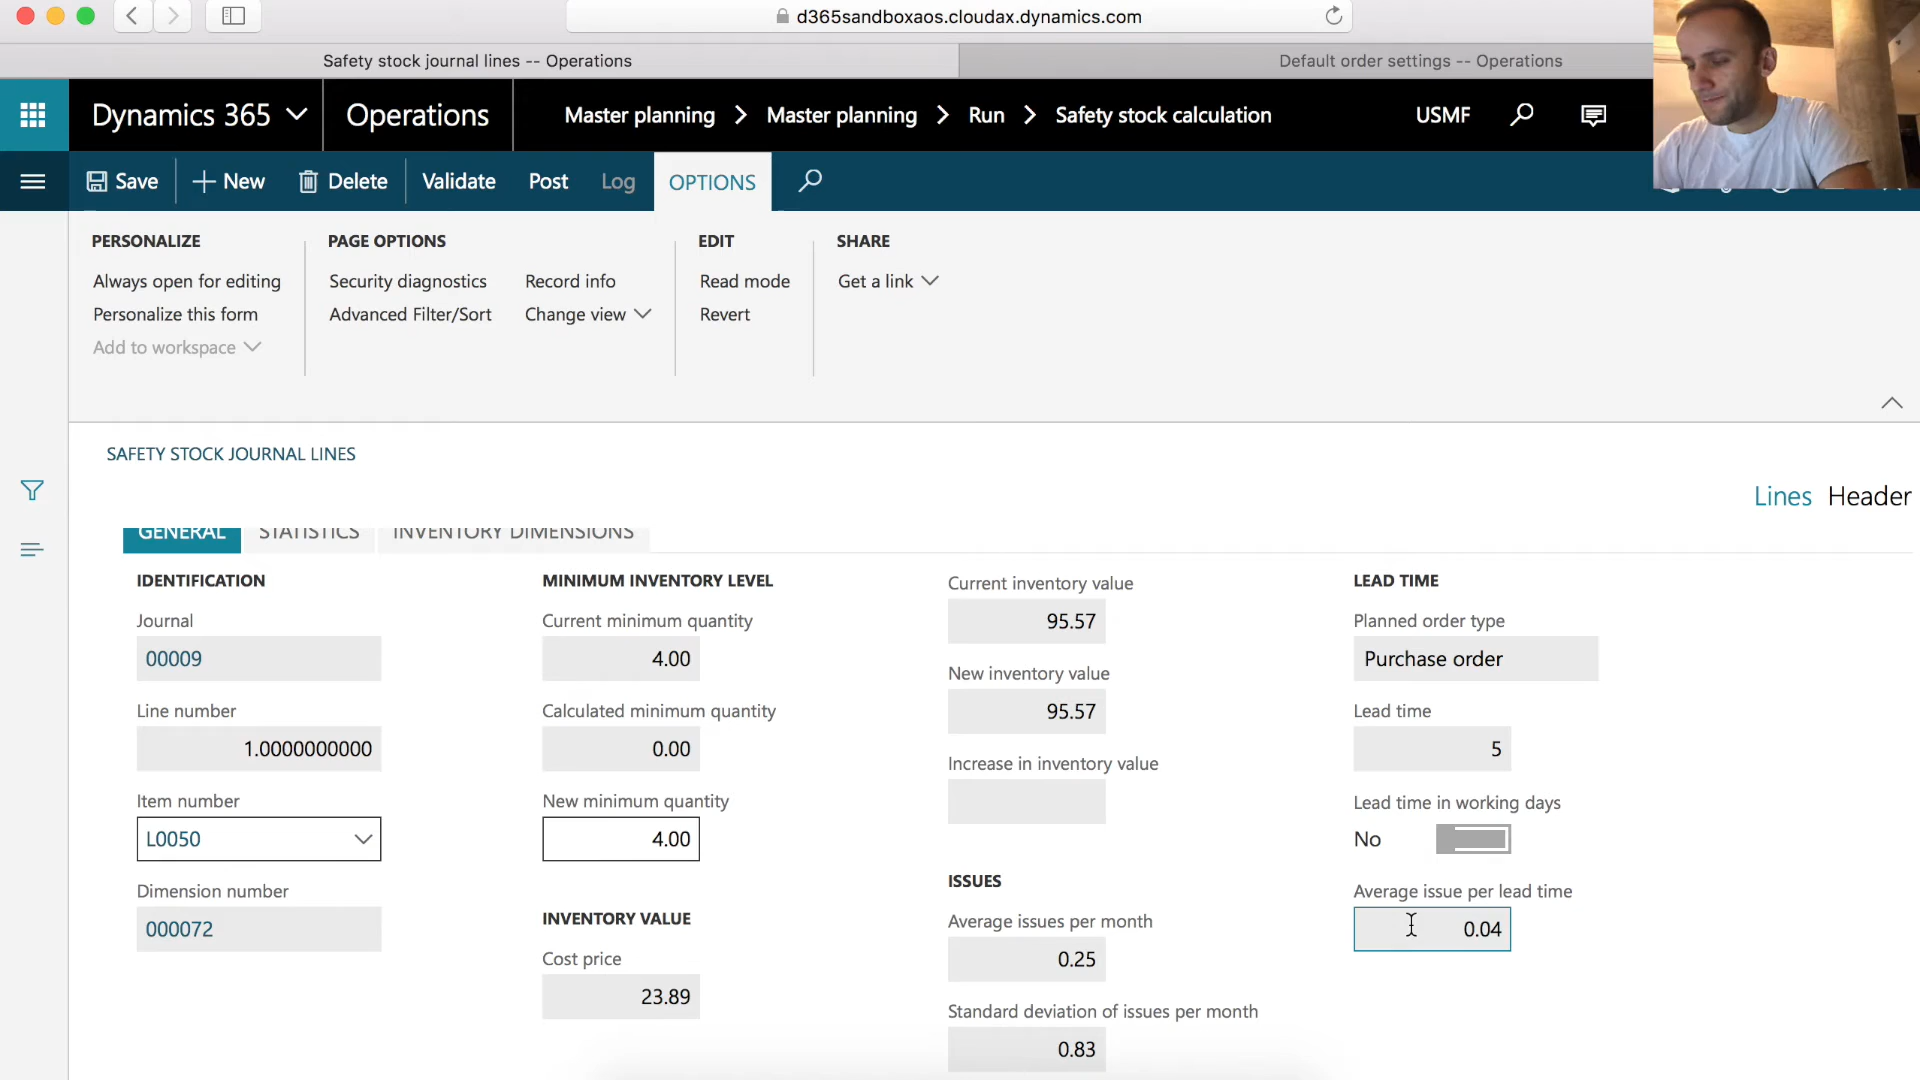 d365sandboxaos.cloudax.dynamics.com
Safety stock journal lines -- Operations
Default order settings -- Operations
Dynamics 365
Operations
Master planning
Master planning
Run
Safety stock calculation
USMF
Save
New
Delete
Validate
Post
Log
OPTIONS
PERSONALIZE
Always open for editing
Personalize this form
Add to workspace
PAGE OPTIONS
Security diagnostics
Advanced Filter/Sort
Record info
Change view
EDIT
Read mode
Revert
SHARE
Get a link
SAFETY STOCK JOURNAL LINES
Lines
Header
GENERAL
STATISTICS
INVENTORY DIMENSIONS
IDENTIFICATION
Journal
00009
Line number
1.0000000000
Item number
L0050
Dimension number
000072
MINIMUM INVENTORY LEVEL
Current minimum quantity
4.00
Calculated minimum quantity
0.00
New minimum quantity
4.00
INVENTORY VALUE
Cost price
23.89
Current inventory value
95.57
New inventory value
95.57
Increase in inventory value
ISSUES
Average issues per month
0.25
Standard deviation of issues per month
0.83
LEAD TIME
Planned order type
Purchase order
Lead time
5
Lead time in working days
No
Average issue per lead time
0.04